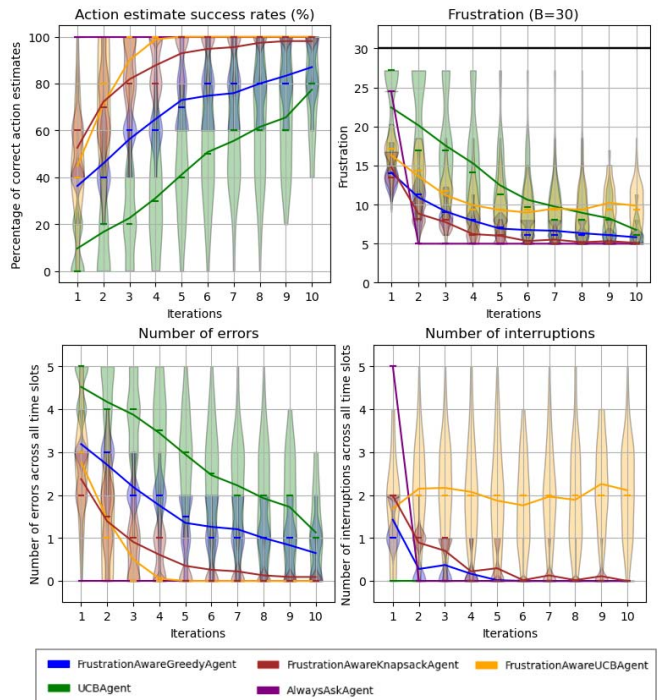 Action estimate success rates (%)
Percentage of correct action estimates
100
80
60
40
20
0
1 2 3 4 5 6 7 8 9 10
Iterations
Frustration (B=30)
Frustration
30
25
20
15
10
5
0
1 2 3 4 5 6 7 8 9 10
Iterations
Number of errors
Number of errors across all time slots
5
4
3
2
1
0
1 2 3 4 5 6 7 8 9 10
Iterations
Number of interruptions
Number of interruptions across all time slots
5
4
3
2
1
0
1 2 3 4 5 6 7 8 9 10
Iterations
FrustrationAwareGreedyAgent FrustrationAwareKnapsackAgent FrustrationAwareUCBAgent
UCBAgent AlwaysAskAgent